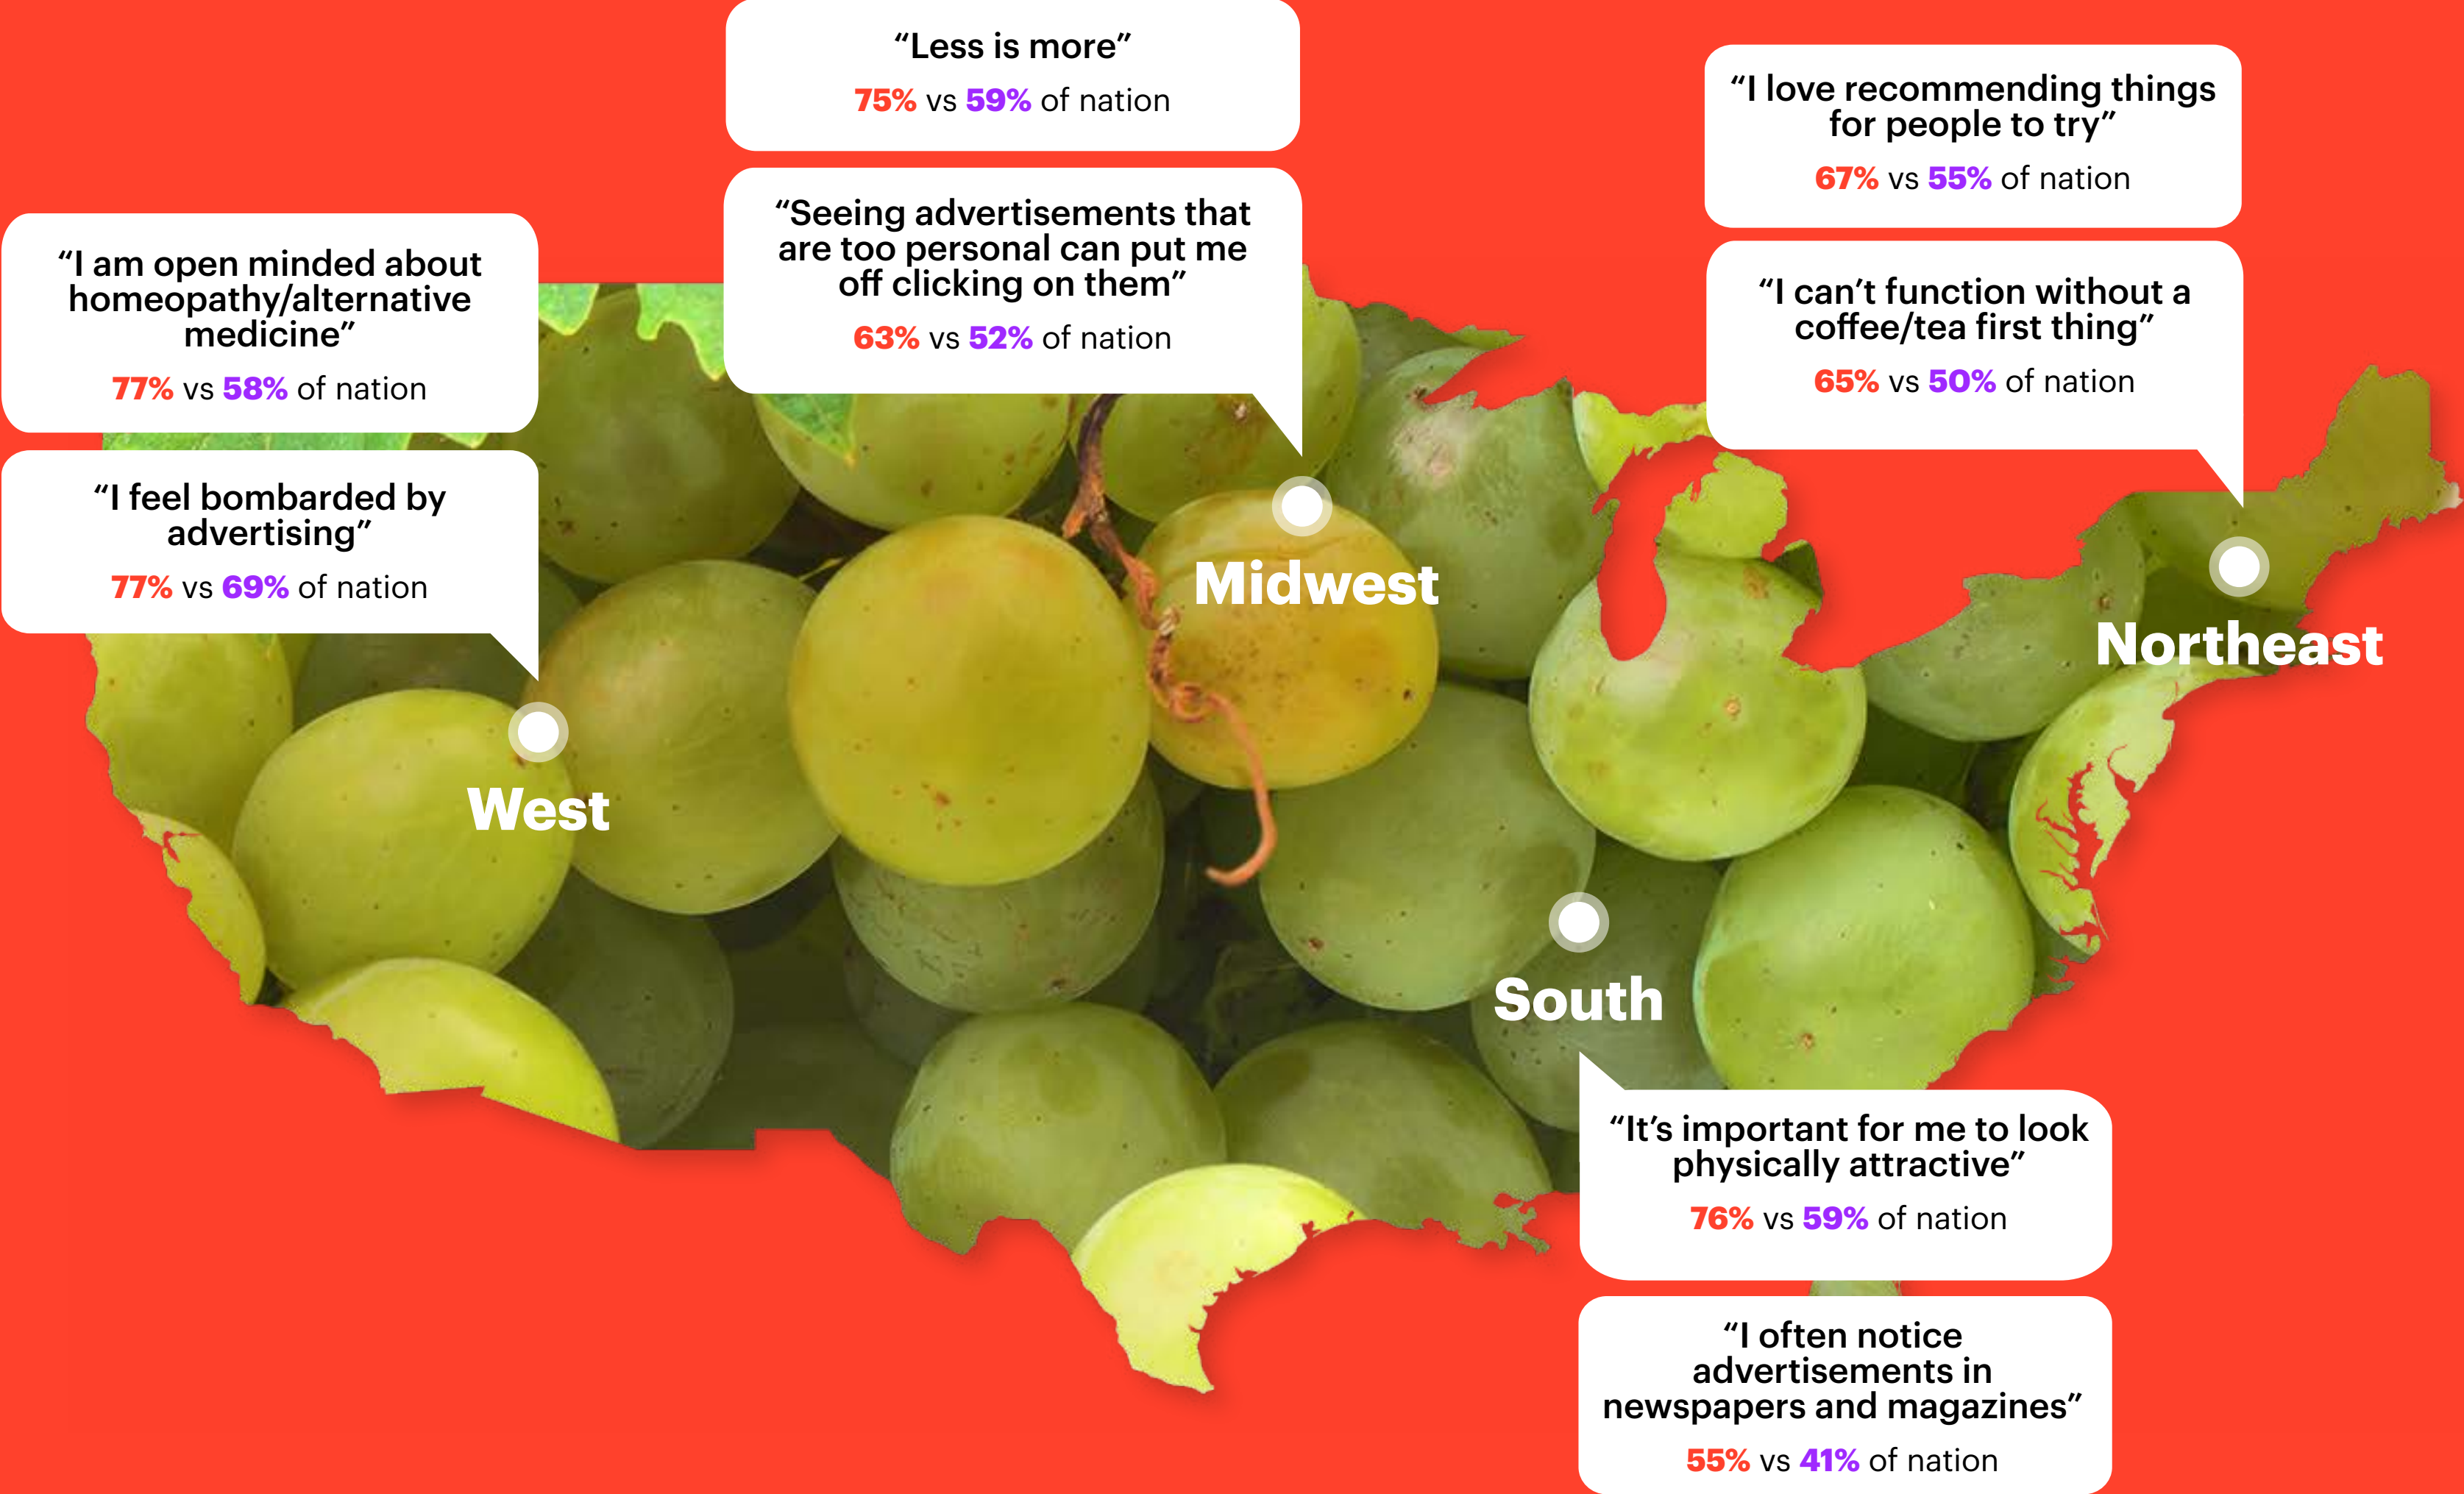 “Less is more”
75% vs 59% of nation
“Seeing advertisements that
are too personal can put me
off clicking on them”
63% vs 52% of nation
Midwest
“I love recommending things
for people to try”
67% vs 55% of nation
“I can’t function without a
coffee/tea first thing”
65% vs 50% of nation
Northeast
“I am open minded about
homeopathy/alternative
medicine”
77% vs 58% of nation
“I feel bombarded by
advertising”
77% vs 69% of nation
West
South
“It’s important for me to look
physically attractive”
76% vs 59% of nation
“I often notice
advertisements in
newspapers and magazines”
55% vs 41% of nation